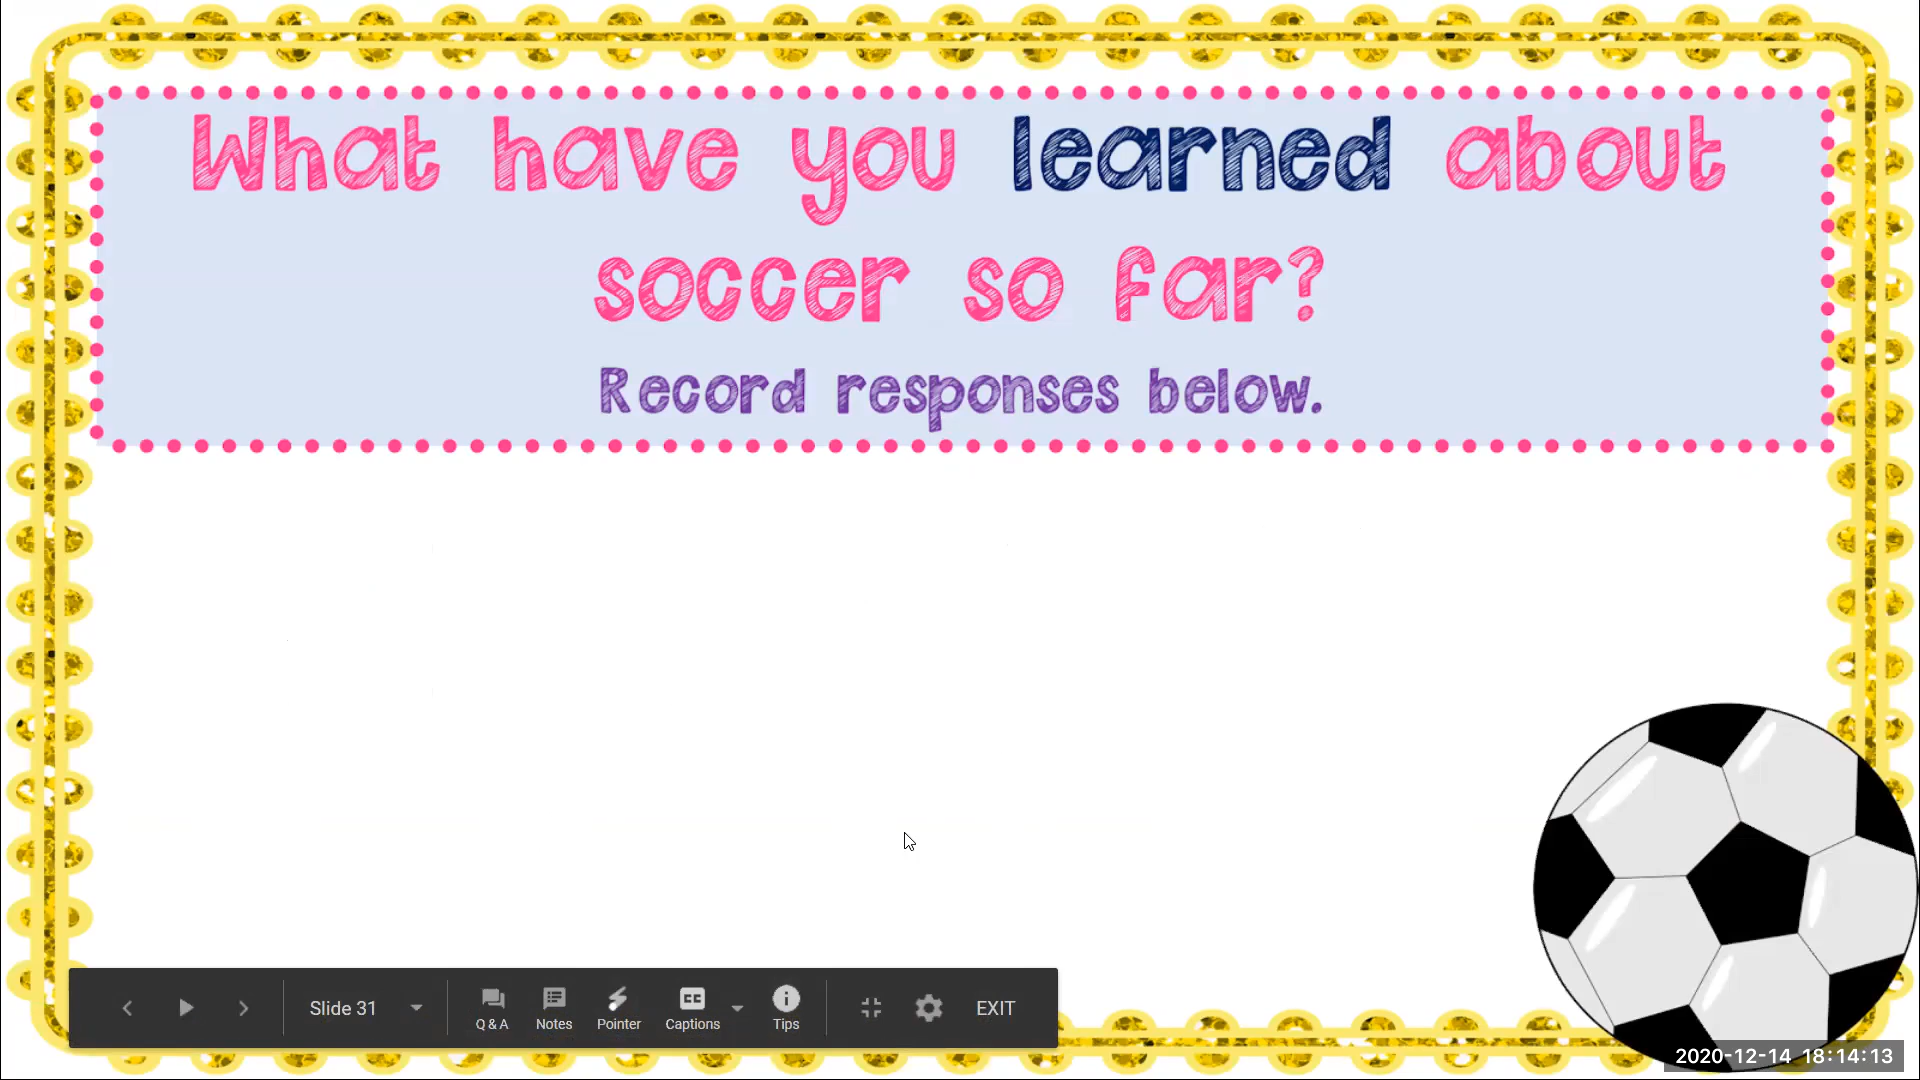 What have you learned about
soccer so far?
Record responses below.
Slide 31
Q & A
Notes
Pointer
CC
Captions
i
Tips
EXIT
2020-12-14 18:14:13